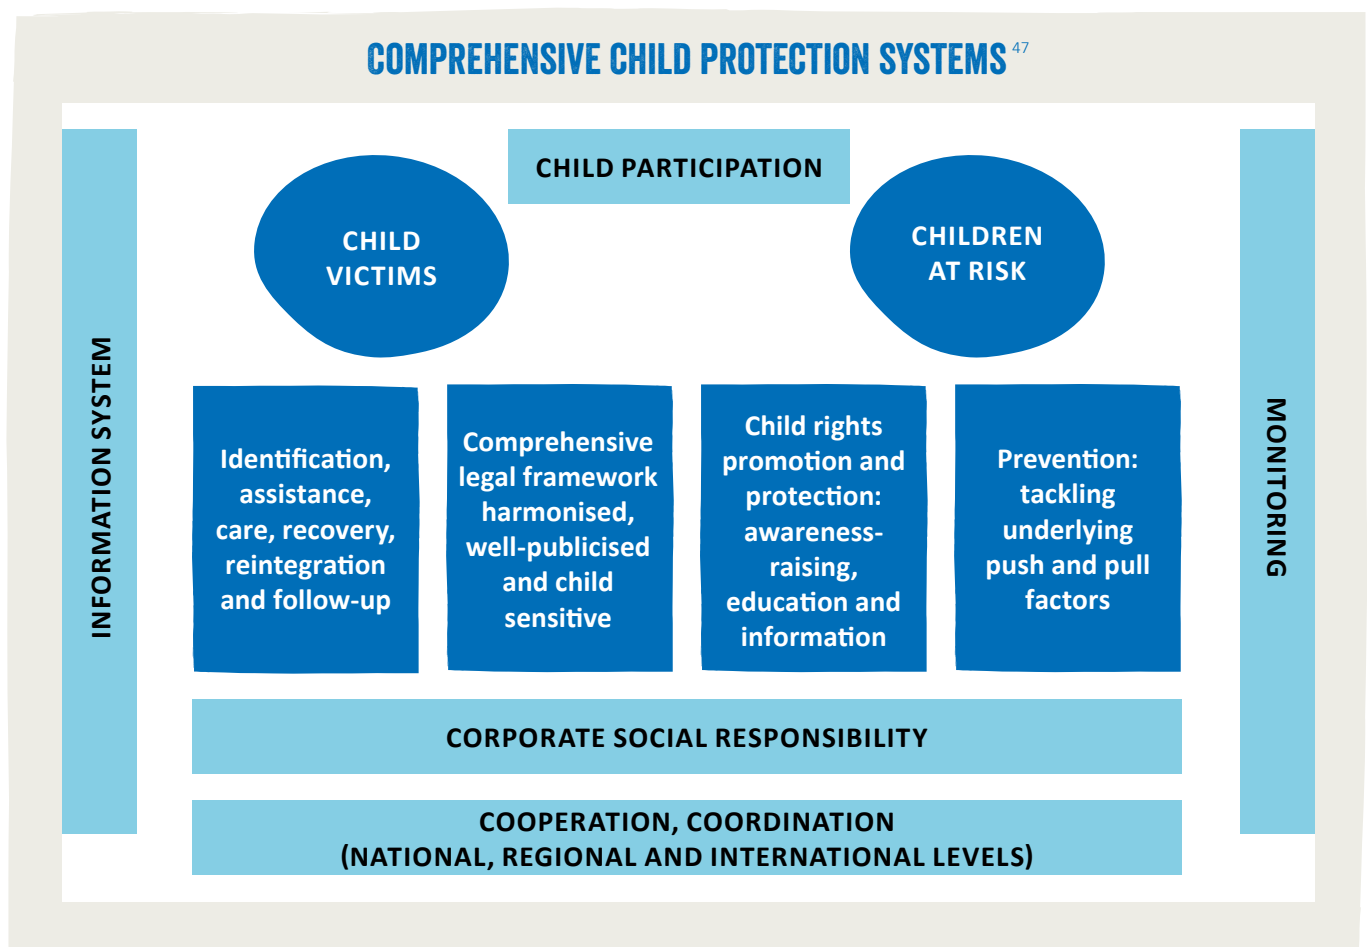 COMPREHENSIVE CHILD PROTECTION SYSTEMS 47
CHILD PARTICIPATION
CHILD
VICTIMS
CHILDREN
AT RISK
INFORMATION SYSTEM
Identification,
assistance,
care, recovery,
reintegration
and follow-up
Comprehensive
legal framework
harmonised,
well-publicised
and child
sensitive
Child rights
promotion and
protection:
awareness-
raising,
education and
information
Prevention:
tackling
underlying
push and pull
factors
MONITORING
CORPORATE SOCIAL RESPONSIBILITY
COOPERATION, COORDINATION
(NATIONAL, REGIONAL AND INTERNATIONAL LEVELS)